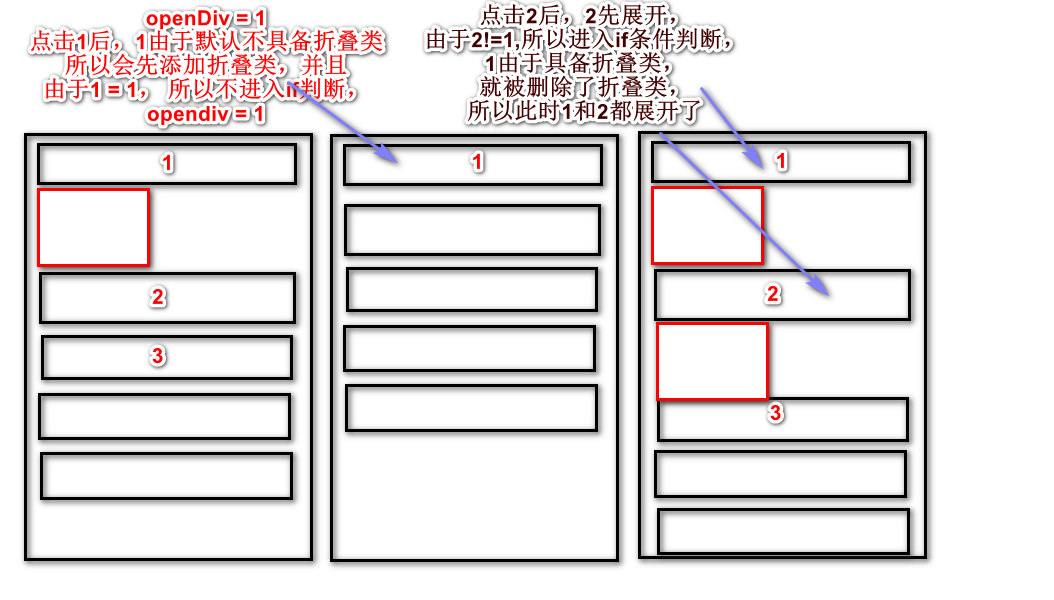 openDiv = 1
点击1后，1由于默认不具备折叠类
所以会先添加折叠类，并且
由于1 = 1， 所以不进入if判断，
opendiv = 1
点击2后，2先展开，
由于2!=1,所以进入if条件判断，
1由于具备折叠类，
就被删除了折叠类，
所以此时1和2都展开了
1
2
3
1
1
2
3